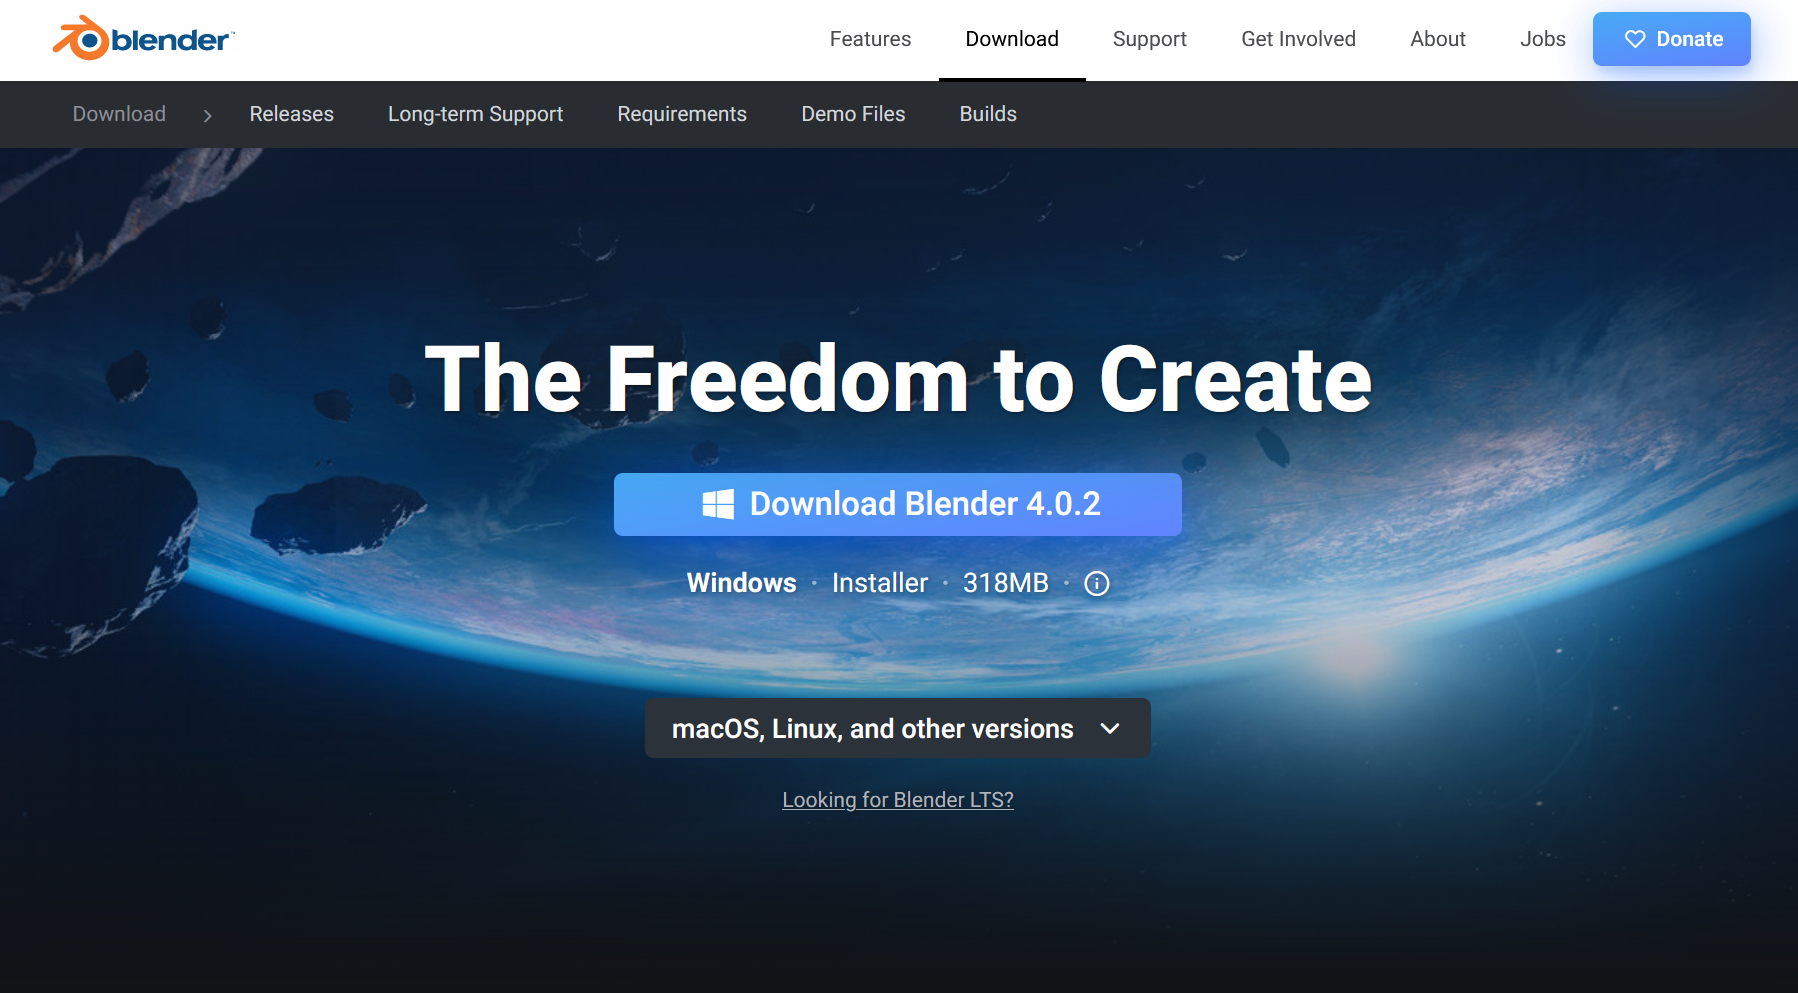 blender™
Features Download Support Get Involved About Jobs Donate
Download Releases Long-term Support Requirements Demo Files Builds
The Freedom to Create
Download Blender 4.0.2
Windows · Installer · 318MB ·
macOS, Linux, and other versions
Looking for Blender LTS?